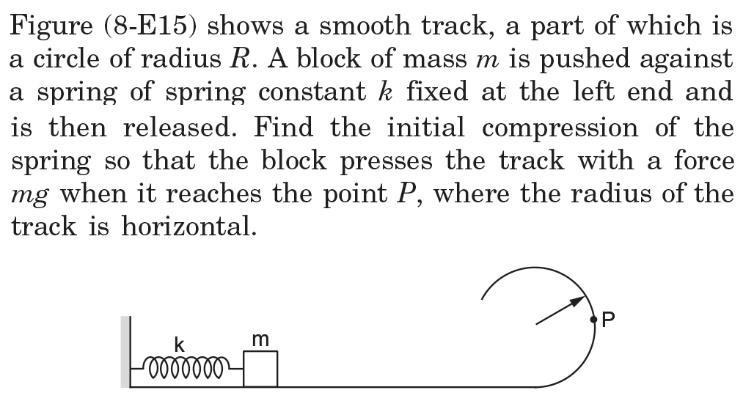 Figure (8-E15) shows a smooth track, a part of which is
a circle of radius R. A block of mass m is pushed against
a spring of spring constant k fixed at the left end and
is then released. Find the initial compression of the
spring so that the block presses the track with a force
mg when it reaches the point P, where the radius of the
track is horizontal.
P
k
m